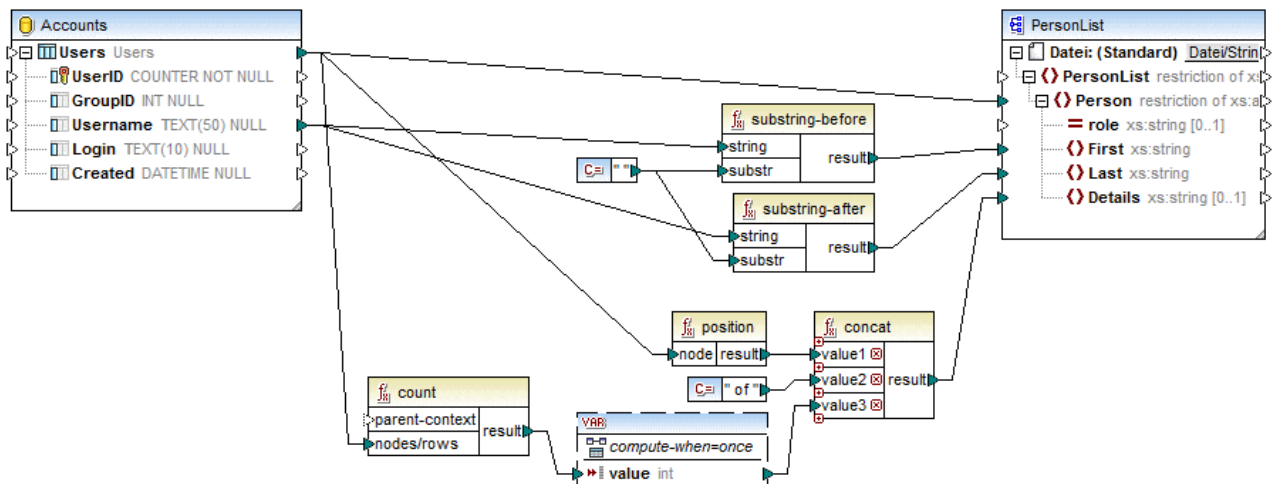 Accounts
Users Users
UserID COUNTER NOT NULL
GroupID INT NULL
Username TEXT(50) NULL
Login TEXT(10) NULL
Created DATETIME NULL
PersonList
Datei: (Standard) Datei/Strin
PersonList restriction of xs:
Person restriction of xs:a
role xs:string [0..1]
First xs:string
Last xs:string
Details xs:string [0..1]
substring-before
string
substr
result
C= " "
substring-after
string
substr
result
position
node result
C= " of "
concat
value1
value2
value3
result
count
parent-context
nodes/rows
result
VAR
compute-when=once
value int